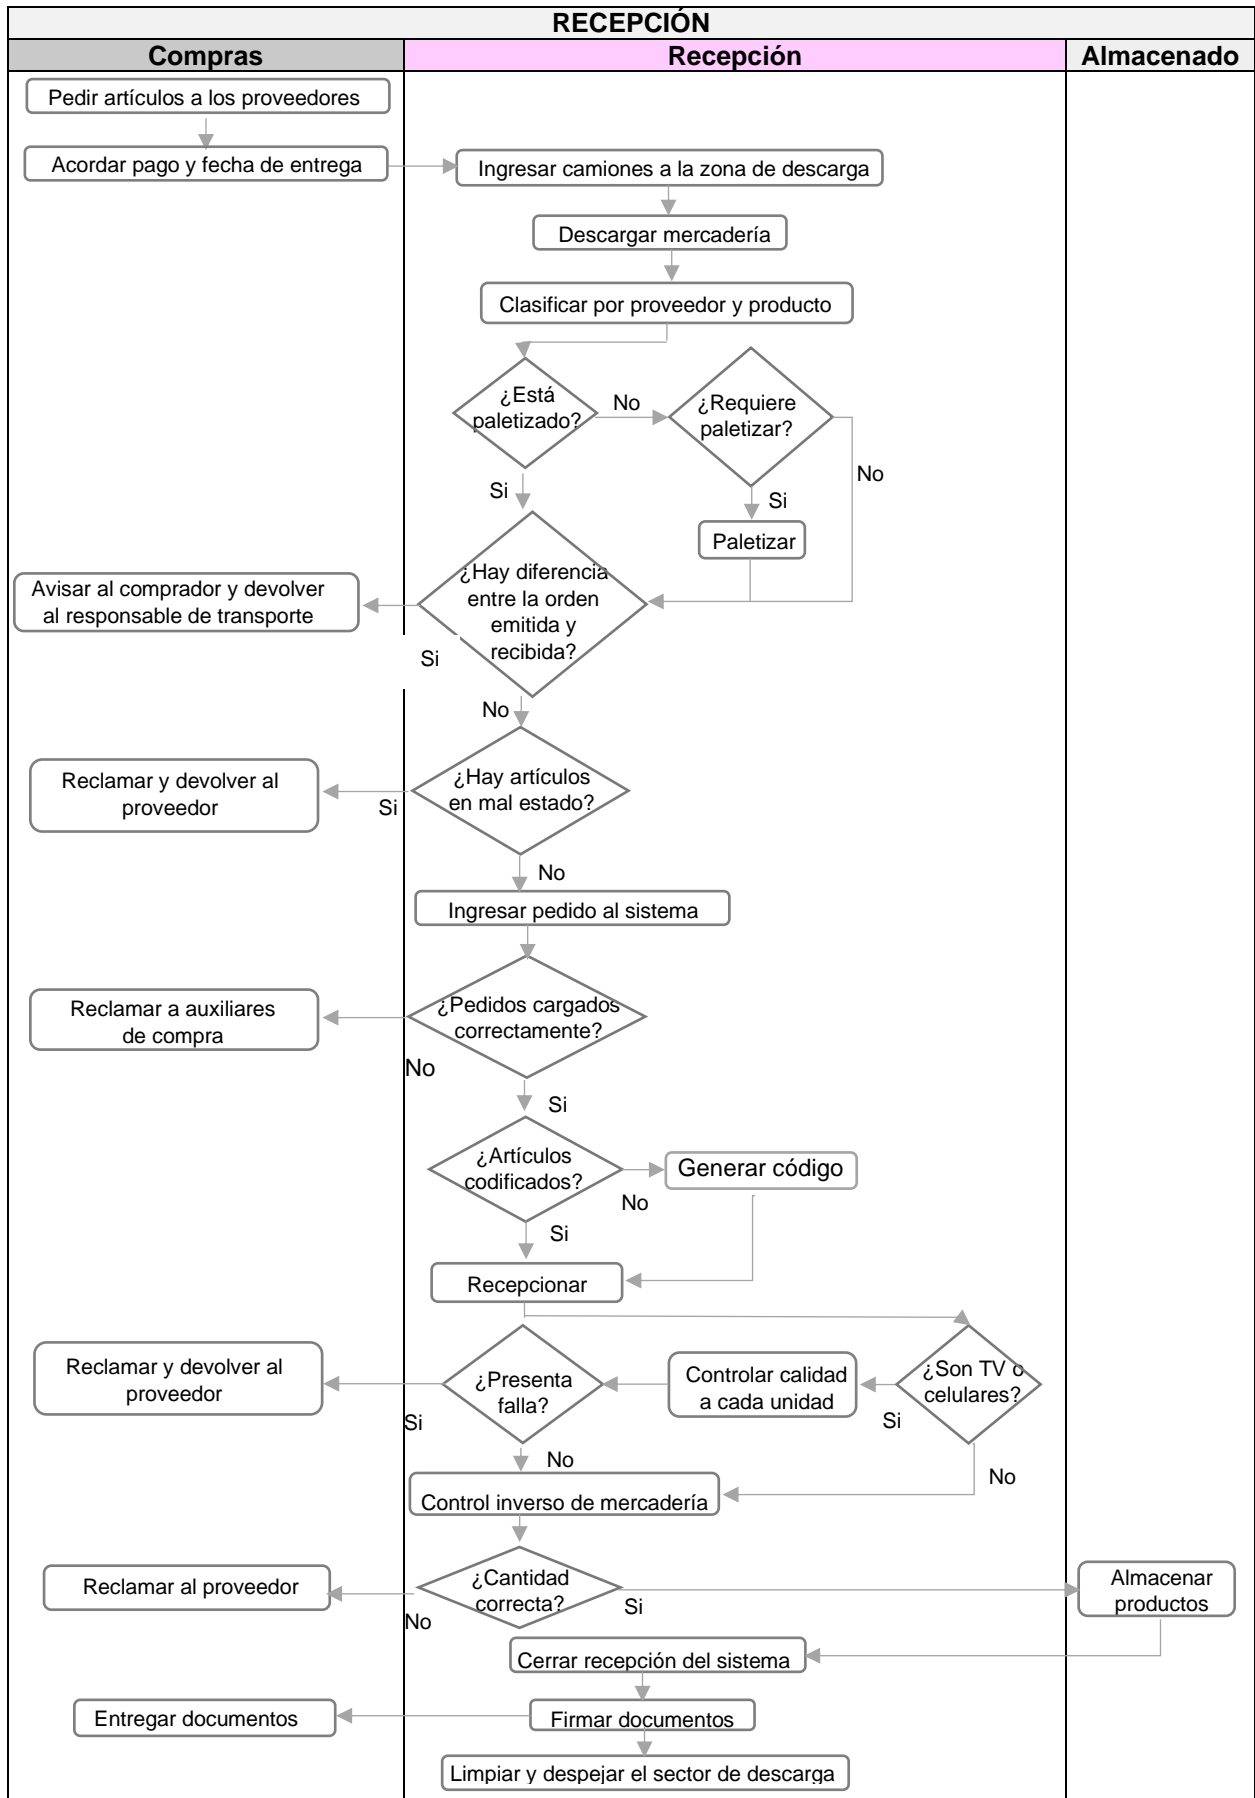 RECEPCIÓN
Compras
Recepción
Almacenado
Pedir artículos a los proveedores
Acordar pago y fecha de entrega
Ingresar camiones a la zona de descarga
Descargar mercadería
Clasificar por proveedor y producto
¿Está
paletizado?
No
¿Requiere
paletizar?
No
Si
Si
Paletizar
¿Hay diferencia
entre la orden
emitida y
recibida?
Avisar al comprador y devolver
al responsable de transporte
Si
No
¿Hay artículos
en mal estado?
Reclamar y devolver al
proveedor
Si
No
Ingresar pedido al sistema
¿Pedidos cargados
correctamente?
Reclamar a auxiliares
de compra
No
Si
¿Artículos
codificados?
Generar código
No
Si
Recepcionar
¿Son TV o
celulares?
Controlar calidad
a cada unidad
¿Presenta
falla?
Reclamar y devolver al
proveedor
Si
Si
No
No
Control inverso de mercadería
¿Cantidad
correcta?
Reclamar al proveedor
No
Si
Almacenar
productos
Cerrar recepción del sistema
Firmar documentos
Entregar documentos
Limpiar y despejar el sector de descarga